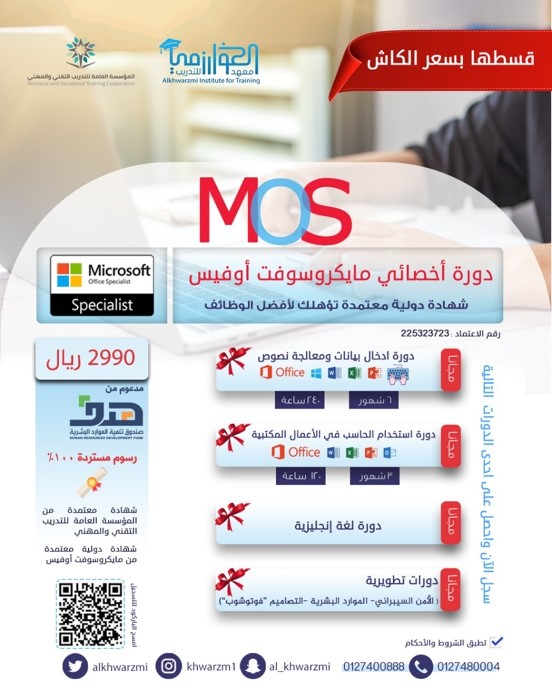 قسطها بسعر الكاش
الخوارزمي
معهد للتدريب
Alkhwarzmi Institute for Training
المؤسسة العامة للتدريب التقني والمهني
Technical and Vocational Training Corporation
MOS
دورة أخصائي مايكروسوفت أوفيس
شهادة دولية معتمدة تؤهلك لأفضل الوظائف
Microsoft
Office Specialist
Specialist
رقم الاعتماد : 225323723
سجل الآن واحصل على احدى الدورات التالية
مجانا
دورة ادخال بيانات ومعالجة نصوص
Office
٦ شهور
٢٤٠ ساعة
مجانا
دورة استخدام الحاسب في الأعمال المكتبية
Office
٣ شهور
١٢٠ ساعة
مجانا
دورة لغة إنجليزية
مجانا
دورات تطويرية
( الأمن السيبراني- الموارد البشرية -التصاميم "فوتوشوب")
2990 ريال
مدعوم من
هدف
صندوق تنمية الموارد البشرية
HUMAN RESOURCES DEVELOPMENT FUND
رسوم مستردة ١٠٠٪
شهادة معتمدة من
المؤسسة العامة للتدريب
التقني والمهني
شهادة دولية معتمدة
من مايكروسوفت أوفيس
امسح الباركود للتسجيل
تطبق الشروط والأحكام
alkhwarzmi
khwarzm1
al_khwarzmi
0127400888
0127480004